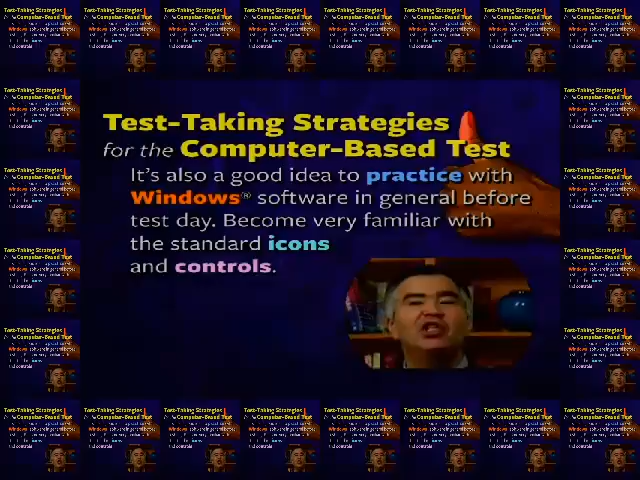 Test-Taking Strategies
for the Computer-Based Test
It's also a good idea to practice with
Windows® software in general before
test day. Become very familiar with
the standard icons
and controls.